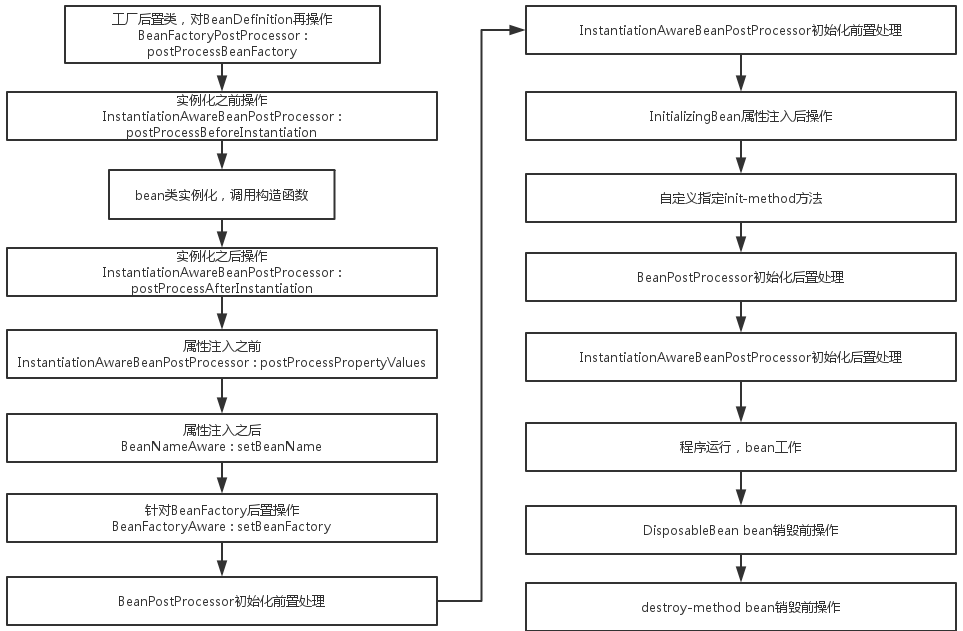 工厂后置类，对BeanDefinition再操作
BeanFactoryPostProcessor：
postProcessBeanFactory
实例化之前操作
InstantiationAwareBeanPostProcessor：
postProcessBeforeInstantiation
bean类实例化，调用构造函数
实例化之后操作
InstantiationAwareBeanPostProcessor：
postProcessAfterInstantiation
属性注入之前
InstantiationAwareBeanPostProcessor：postProcessPropertyValues
属性注入之后
BeanNameAware：setBeanName
针对BeanFactory后置操作
BeanFactoryAware：setBeanFactory
BeanPostProcessor初始化前置处理
InstantiationAwareBeanPostProcessor初始化前置处理
InitializingBean属性注入后操作
自定义指定init-method方法
BeanPostProcessor初始化后置处理
InstantiationAwareBeanPostProcessor初始化后置处理
程序运行，bean工作
DisposableBean bean销毁前操作
destroy-method bean销毁前操作